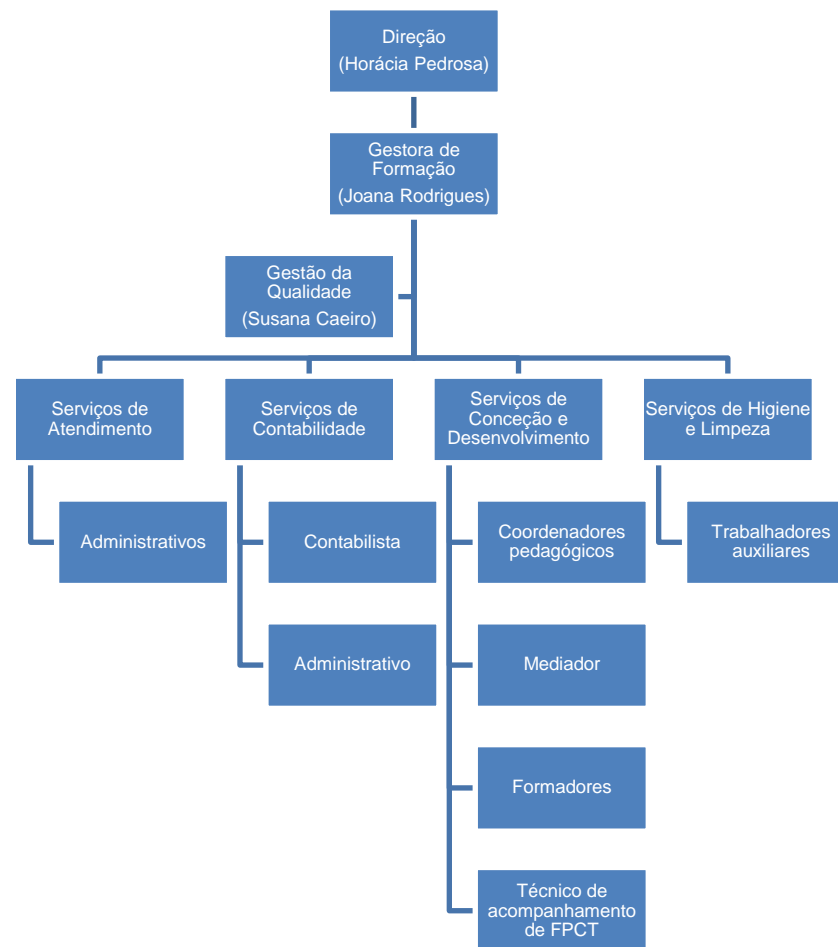 Direção
(Horácia Pedrosa)
Gestora de
Formação
(Joana Rodrigues)
Gestão da
Qualidade
(Susana Caeiro)
Serviços de
Atendimento
Serviços de
Contabilidade
Serviços de
Conceção e
Desenvolvimento
Serviços de Higiene
e Limpeza
Administrativos
Contabilista
Coordenadores
pedagógicos
Trabalhadores
auxiliares
Administrativo
Mediador
Formadores
Técnico de
acompanhamento
de FPCT